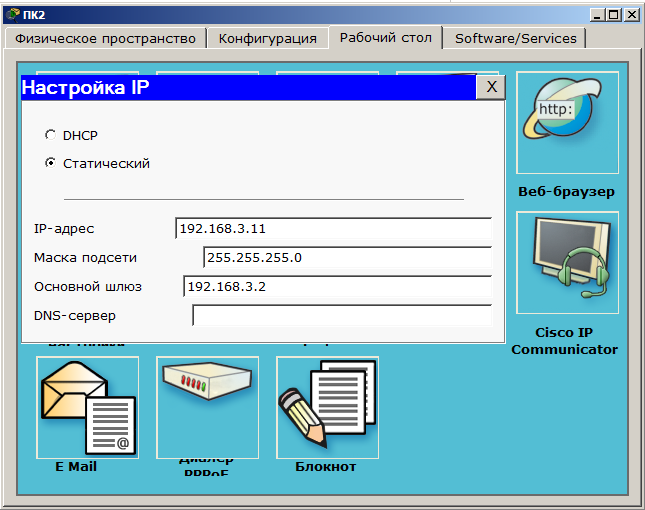 ПК2
Физическое пространство
Конфигурация
Рабочий стол
Software/Services
Настройка IP
X
DHCP
Статический
IP-адрес
192.168.3.11
Маска подсети
255.255.255.0
Основной шлюз
192.168.3.2
DNS-сервер
http:
Веб-браузер
Cisco IP
Communicator
@
E Mail
Диалер
PPPoE
Блокнот